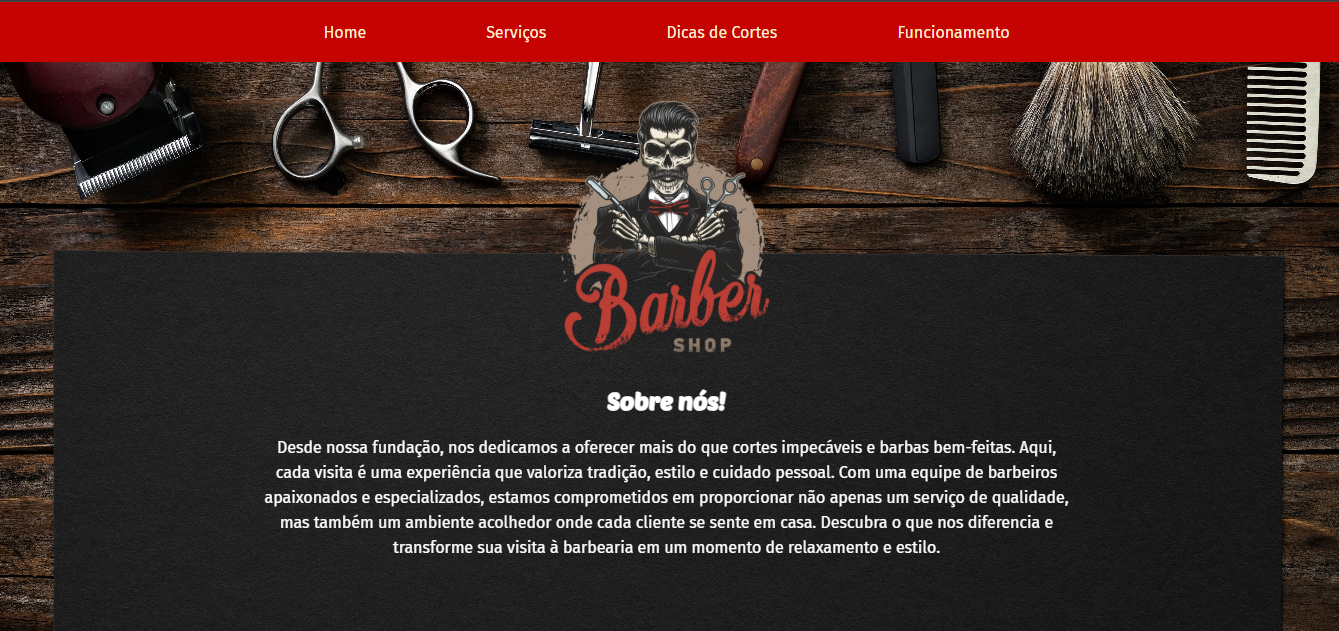 Home Serviços Dicas de Cortes Funcionamento
Barber
SHOP
Sobre nós!
Desde nossa fundação, nos dedicamos a oferecer mais do que cortes impecáveis e barbas bem-feitas. Aqui,
cada visita é uma experiência que valoriza tradição, estilo e cuidado pessoal. Com uma equipe de barbeiros
apaixonados e especializados, estamos comprometidos em proporcionar não apenas um serviço de qualidade,
mas também um ambiente acolhedor onde cada cliente se sente em casa. Descubra o que nos diferencia e
transforme sua visita à barbearia em um momento de relaxamento e estilo.